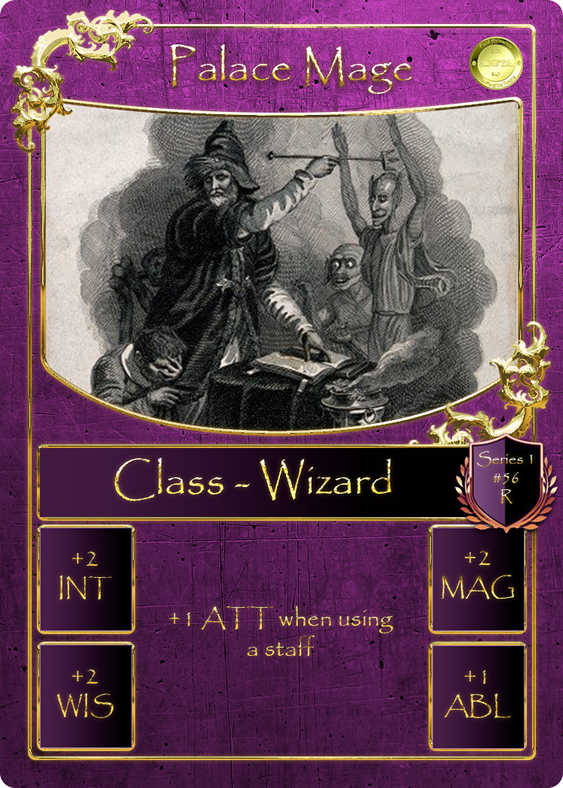 Palace Mage
Class - Wizard
Series 1
#56
R
+2
INT
+2
MAG
+1 ATT when using
a staff
+2
WIS
+1
ABL